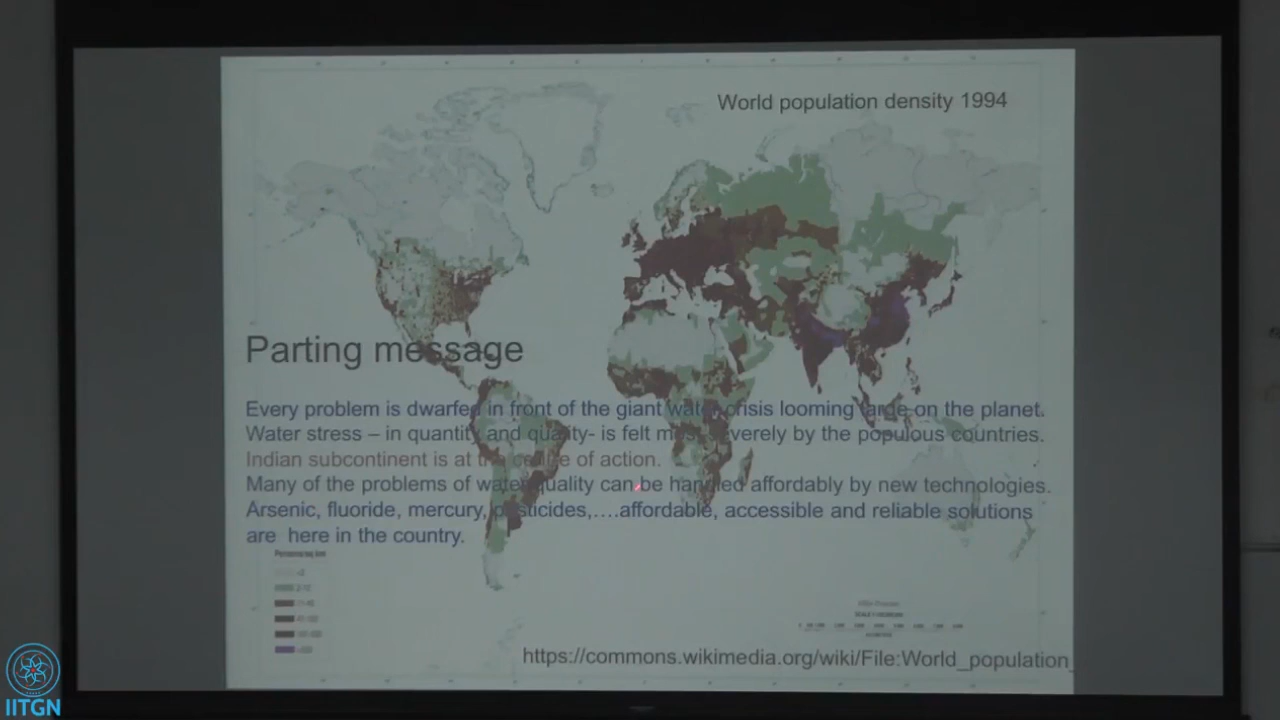 World population density 1994
Parting message
Every problem is dwarfed in front of the giant water crisis looming large on the planet.
Water stress – in quantity and quality- is felt most severely by the populous countries.
Indian subcontinent is at the centre of action.
Many of the problems of water quality can be handled affordably by new technologies.
Arsenic, fluoride, mercury, pesticides,....affordable, accessible and reliable solutions
are here in the country.
https://commons.wikimedia.org/wiki/File:World_population_
IITGN